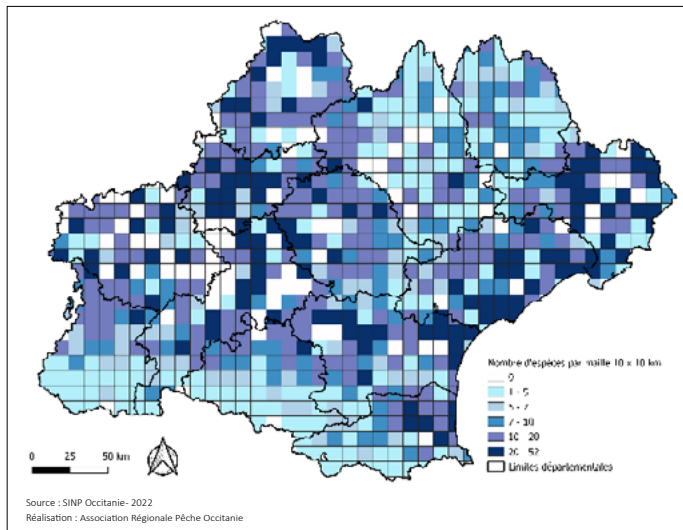 Nombre d'espèces par maille 10 x 10 km
0
1 - 5
5 - 7
7 - 10
10 - 20
20 - 52
Limites départementales
0 25 50 km
Source : SINP Occitanie- 2022
Réalisation : Association Régionale Pêche Occitanie